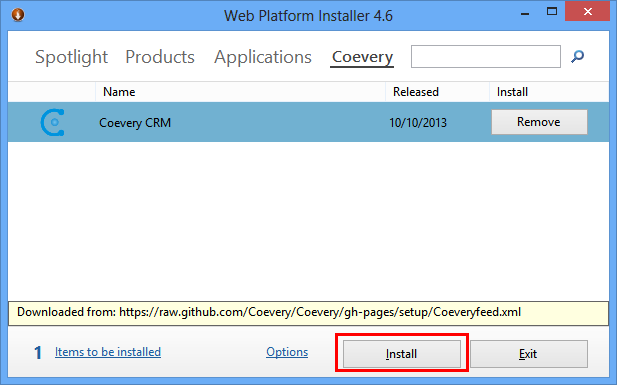 Web Platform Installer 4.6
Spotlight Products Applications Coevery
Name Released Install
Coevery CRM 10/10/2013 Remove
Downloaded from: https://raw.github.com/Coevery/Coevery/gh-pages/setup/Coeveryfeed.xml
1 Items to be installed Options Install Exit